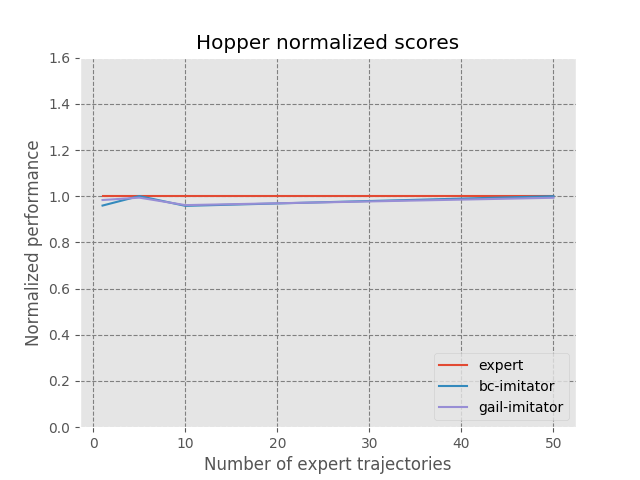 Hopper normalized scores
1.6
1.4
1.2
1.0
0.8
0.6
0.4
0.2
0.0
Normalized performance
expert
bc-imitator
gail-imitator
0 10 20 30 40 50
Number of expert trajectories